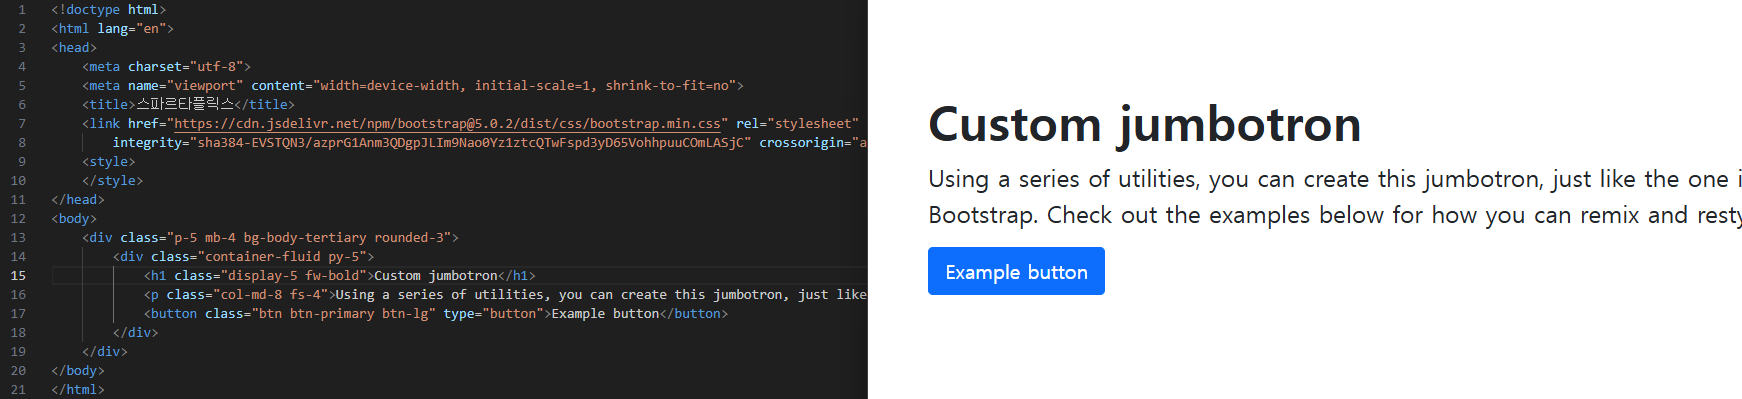 1 <!doctype html>
2 <html lang="en">
3 <head>
4 <meta charset="utf-8">
5 <meta name="viewport" content="width=device-width, initial-scale=1, shrink-to-fit=no">
6 <title>스파르타플릭스</title>
7 <link href="https://cdn.jsdelivr.net/npm/bootstrap@5.0.2/dist/css/bootstrap.min.css" rel="stylesheet"
8 integrity="sha384-EVSTQN3/azprG1Anm3QDgpJLIm9Nao0Yz1ztcQTwFspd3yD65VohhpuuCOmLASjC" crossorigin="a
9 <style>
10 </style>
11 </head>
12 <body>
13 <div class="p-5 mb-4 bg-body-tertiary rounded-3">
14 <div class="container-fluid py-5">
15 <h1 class="display-5 fw-bold">Custom jumbotron</h1>
16 <p class="col-md-8 fs-4">Using a series of utilities, you can create this jumbotron, just like
17 <button class="btn btn-primary btn-lg" type="button">Example button</button>
18 </div>
19 </div>
20 </body>
21 </html>
Custom jumbotron
Using a series of utilities, you can create this jumbotron, just like the one i
Bootstrap. Check out the examples below for how you can remix and resty
Example button